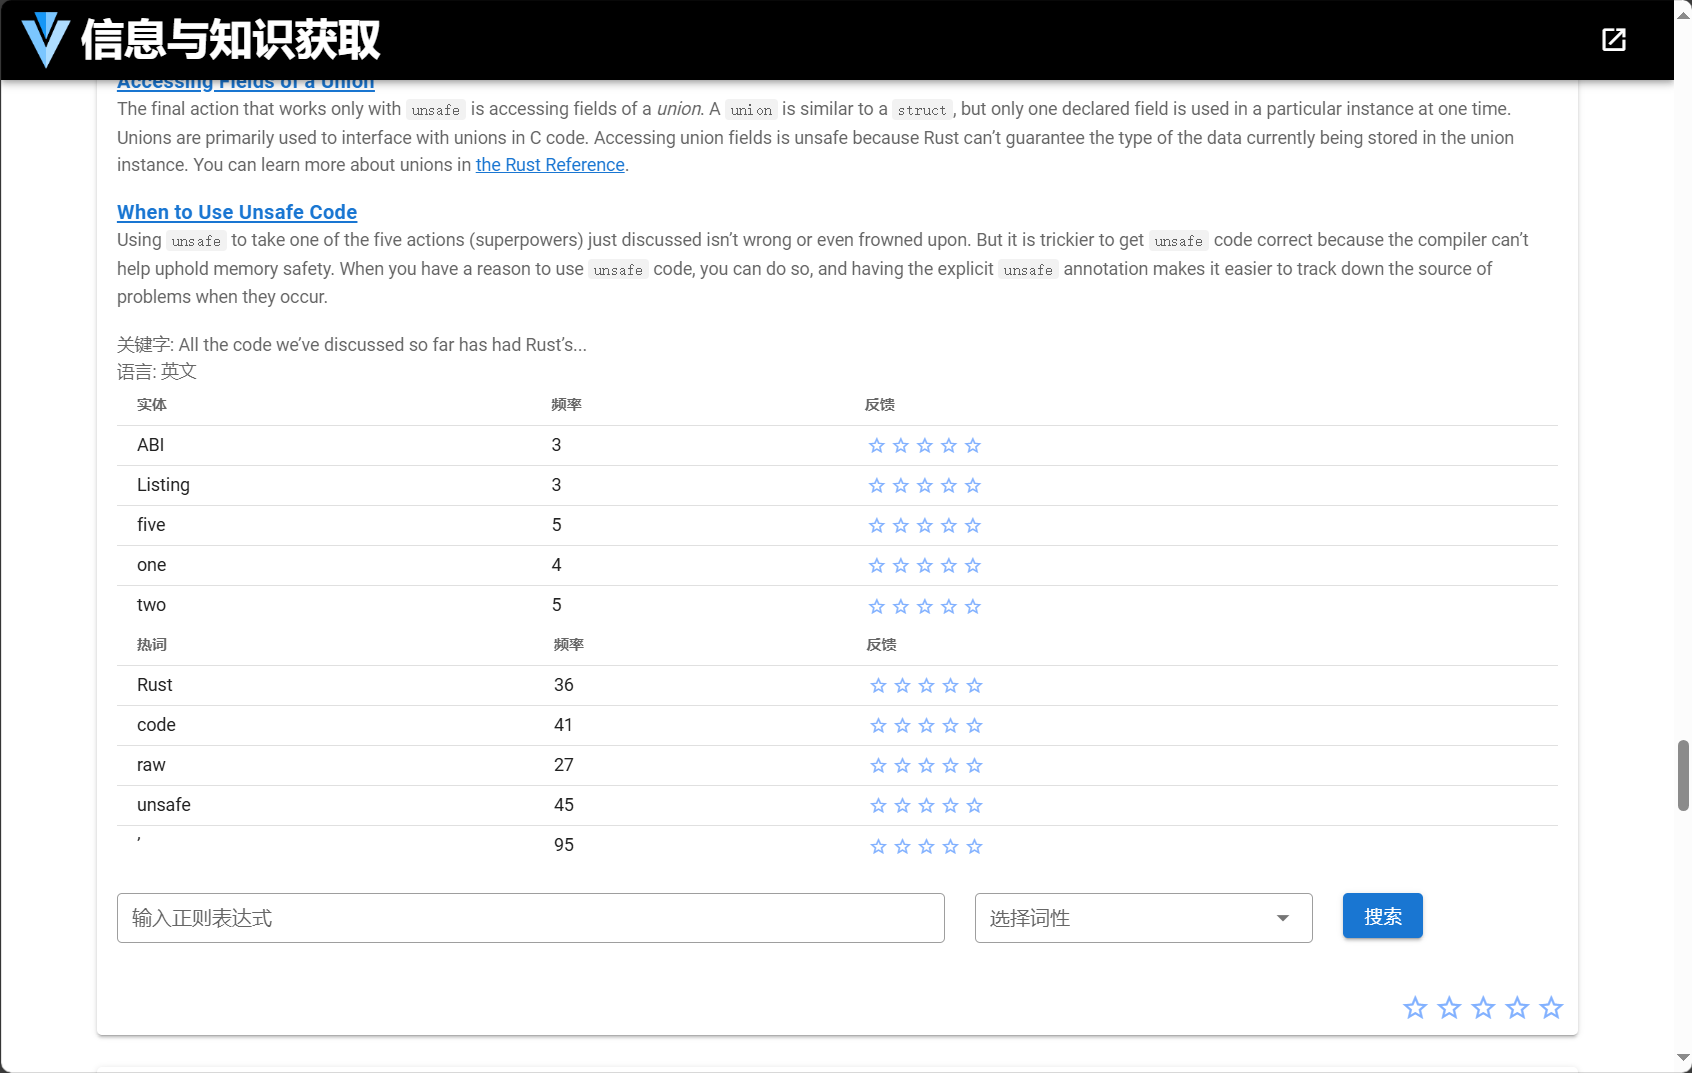 信息与知识获取
Accessing Fields of a Union
The final action that works only with unsafe is accessing fields of a union. A union is similar to a struct, but only one declared field is used in a particular instance at one time.
Unions are primarily used to interface with unions in C code. Accessing union fields is unsafe because Rust can’t guarantee the type of the data currently being stored in the union
instance. You can learn more about unions in the Rust Reference.
When to Use Unsafe Code
Using unsafe to take one of the five actions (superpowers) just discussed isn’t wrong or even frowned upon. But it is trickier to get unsafe code correct because the compiler can’t
help uphold memory safety. When you have a reason to use unsafe code, you can do so, and having the explicit unsafe annotation makes it easier to track down the source of
problems when they occur.
关键字: All the code we’ve discussed so far has had Rust’s...
语言: 英文
实体 频率 反馈
ABI 3
Listing 3
five 5
one 4
two 5
热词 频率 反馈
Rust 36
code 41
raw 27
unsafe 45
’ 95
输入正则表达式 选择词性 搜索